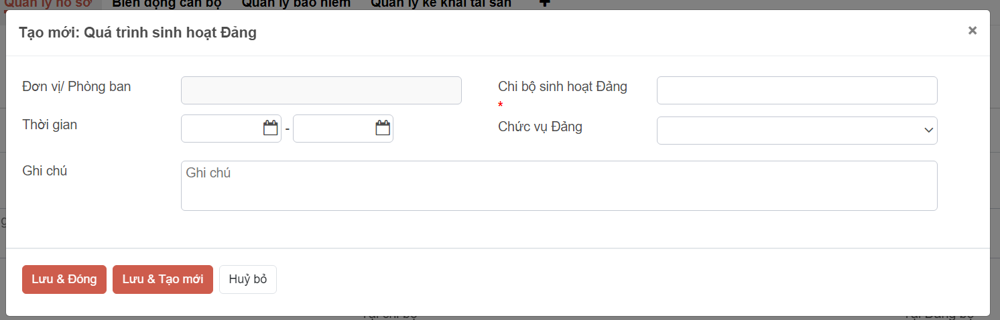 Quản lý hồ sơ Biến động cán bộ Quản lý bảo hiểm Quản lý kê khai tài sản
Tạo mới: Quá trình sinh hoạt Đảng
Đơn vị/ Phòng ban
Chi bộ sinh hoạt Đảng
*
Thời gian
-
Chức vụ Đảng
Ghi chú
Ghi chú
Lưu & Đóng
Lưu & Tạo mới
Huỷ bỏ
Tại chi bộ
Tại Đảng bộ